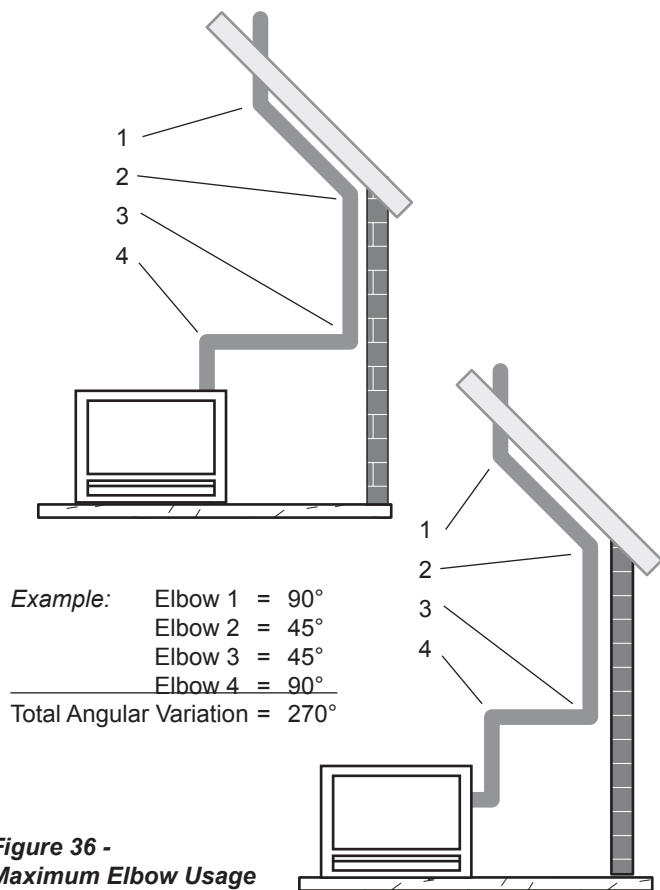 1
2
3
4
1
2
3
4
Example: Elbow 1 = 90°
Elbow 2 = 45°
Elbow 3 = 45°
Elbow 4 = 90°
Total Angular Variation = 270°
Figure 36 -
Maximum Elbow Usage